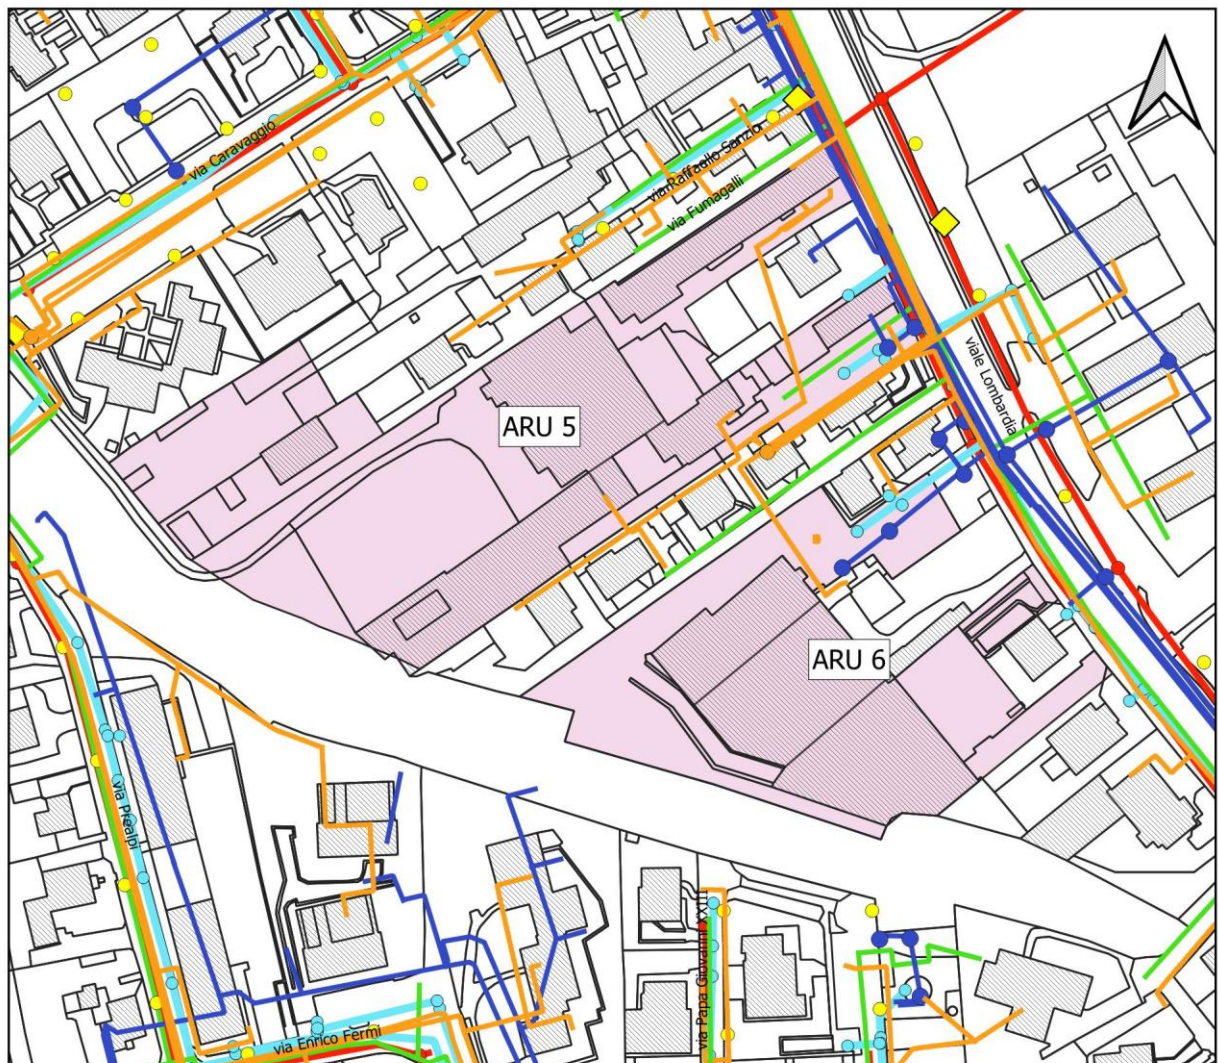 via Caravaggio
via Raffaello Sanzio
via Fumagalli
viale Lombardia
ARU 5
ARU 6
via Prealpi
via Papa Giovanni XXIII
via Enrico Fermi